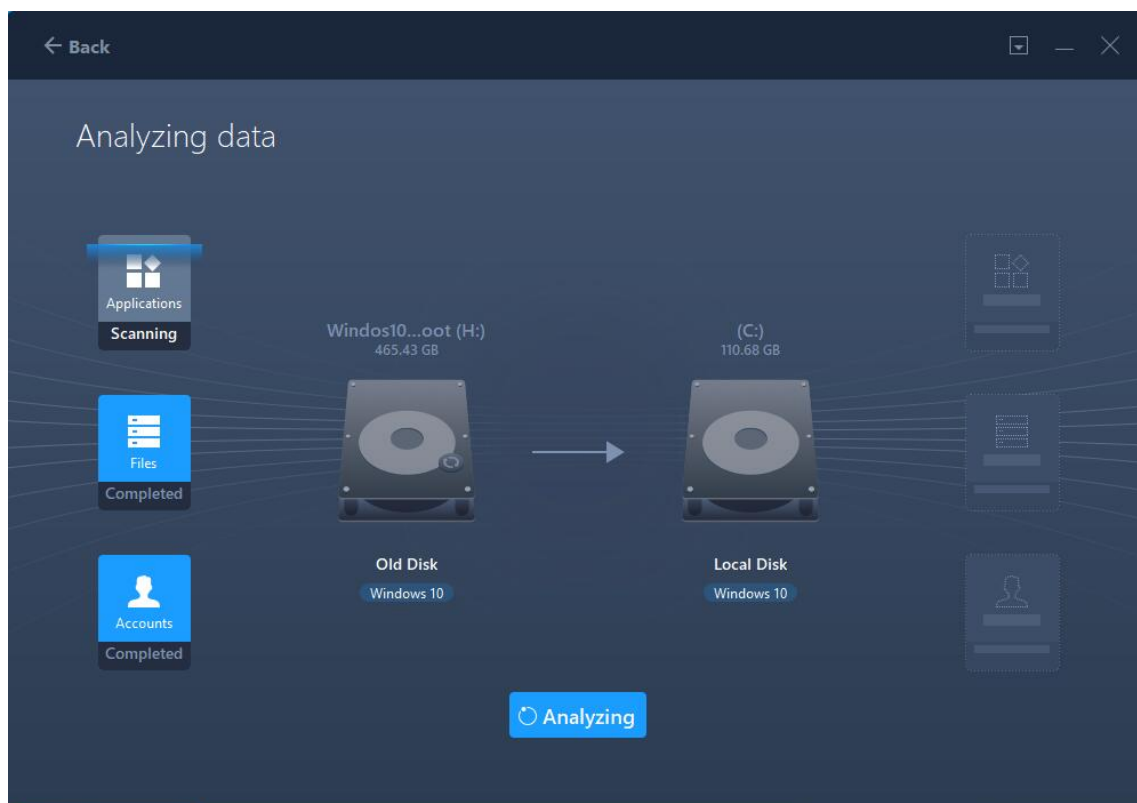 Back
Analyzing data
Applications
Scanning
Windos10...oot (H:)
465.43 GB
(C:)
110.68 GB
Files
Completed
Old Disk
Windows 10
Local Disk
Windows 10
Accounts
Completed
Analyzing